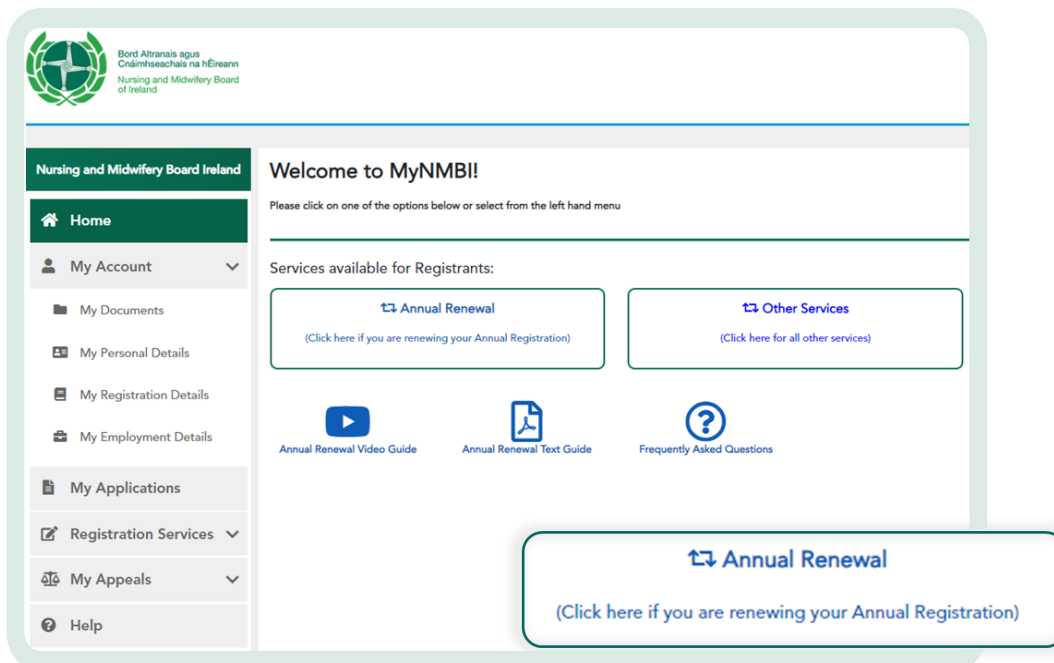 Bord Altranais agus
Cnáimhseachais na hÉireann
Nursing and Midwifery Board
of Ireland
Nursing and Midwifery Board Ireland
Home
My Account
My Documents
My Personal Details
My Registration Details
My Employment Details
My Applications
Registration Services
My Appeals
Help
Welcome to MyNMBI!
Please click on one of the options below or select from the left hand menu
Services available for Registrants:
Annual Renewal
(Click here if you are renewing your Annual Registration)
Other Services
(Click here for all other services)
Annual Renewal Video Guide
Annual Renewal Text Guide
Frequently Asked Questions
Annual Renewal
(Click here if you are renewing your Annual Registration)